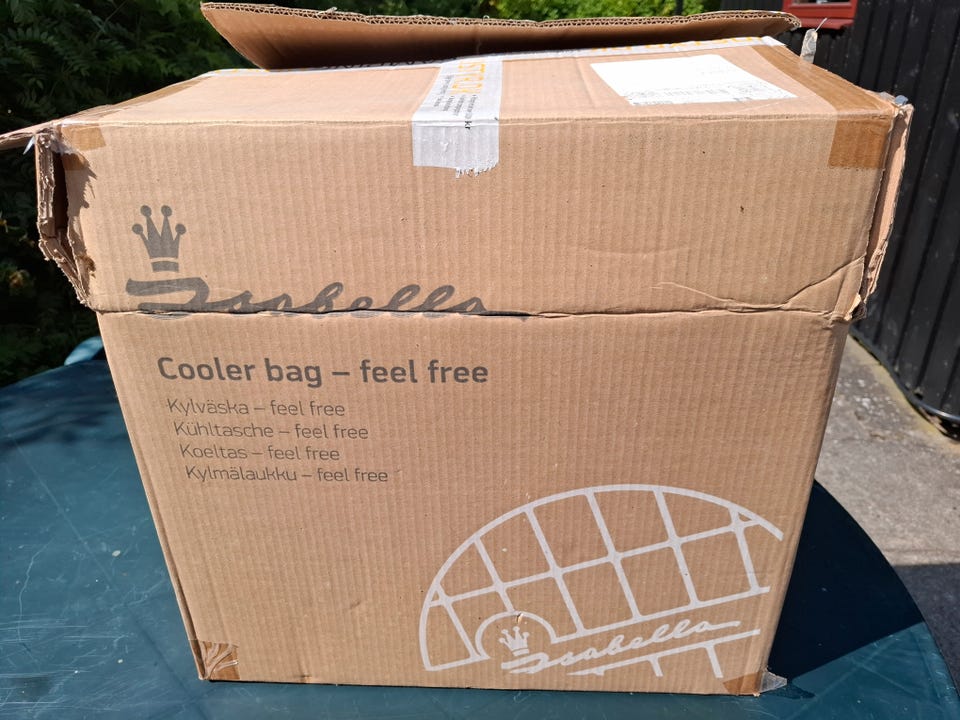 Isabella
Cooler bag – feel free
Kylväska – feel free
Kühltasche – feel free
Koeltas – feel free
Kylmälaukku – feel free
Isabella